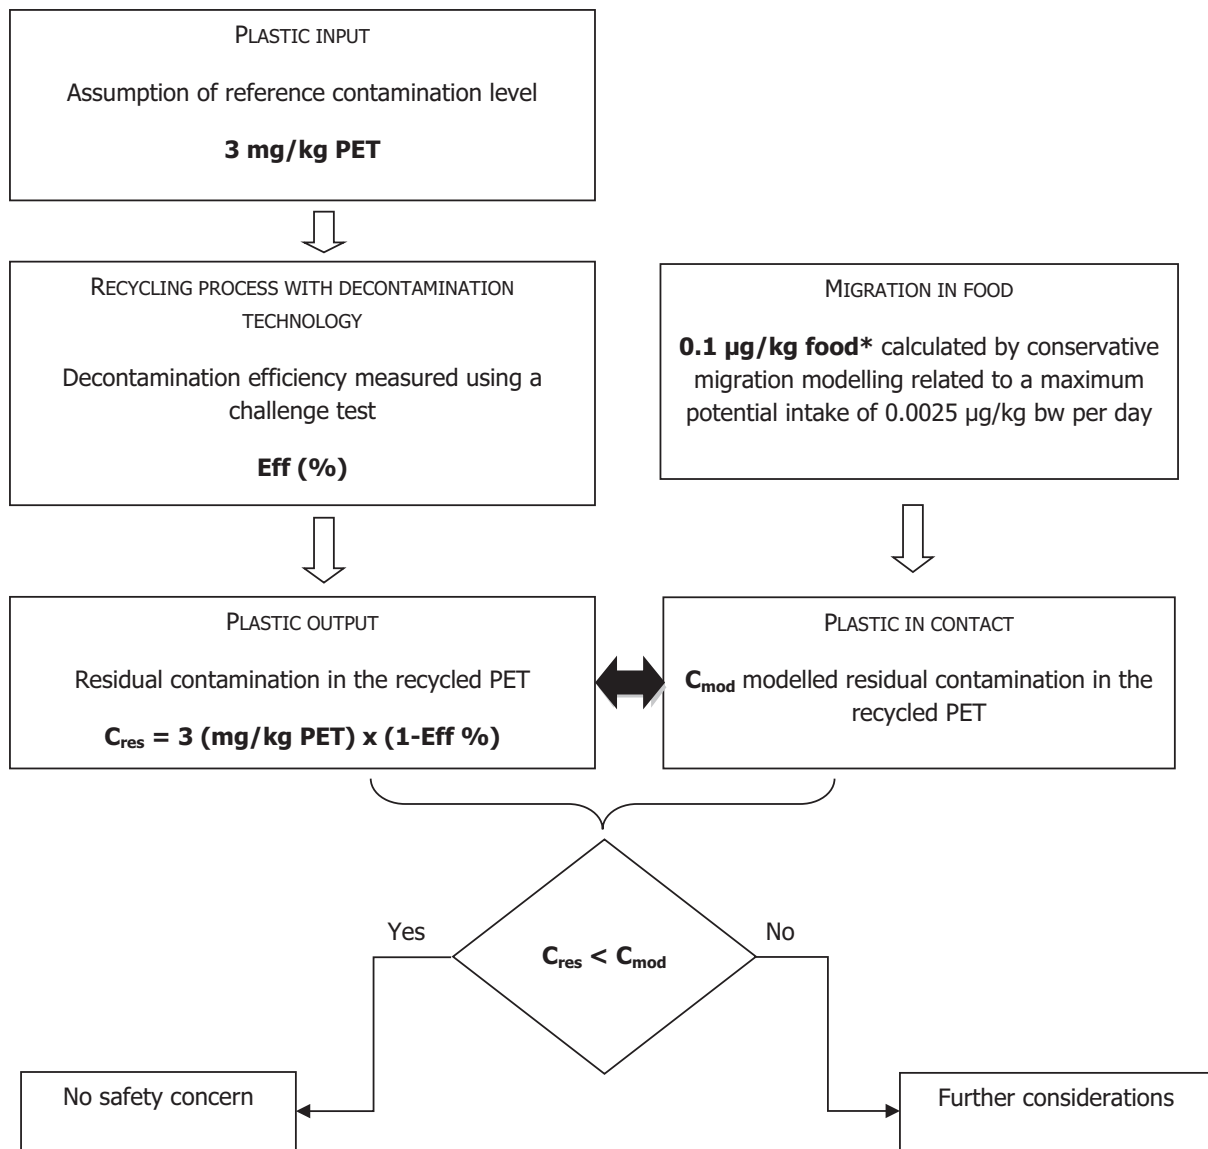 PLASTIC INPUT
Assumption of reference contamination level
3 mg/kg PET
RECYCLING PROCESS WITH DECONTAMINATION
TECHNOLOGY
Decontamination efficiency measured using a
challenge test
Eff (%)
MIGRATION IN FOOD
0.1 µg/kg food* calculated by conservative
migration modelling related to a maximum
potential intake of 0.0025 µg/kg bw per day
PLASTIC OUTPUT
Residual contamination in the recycled PET
Cres = 3 (mg/kg PET) x (1-Eff %)
PLASTIC IN CONTACT
Cmod modelled residual contamination in the
recycled PET
Yes
Cres < Cmod
No
No safety concern
Further considerations